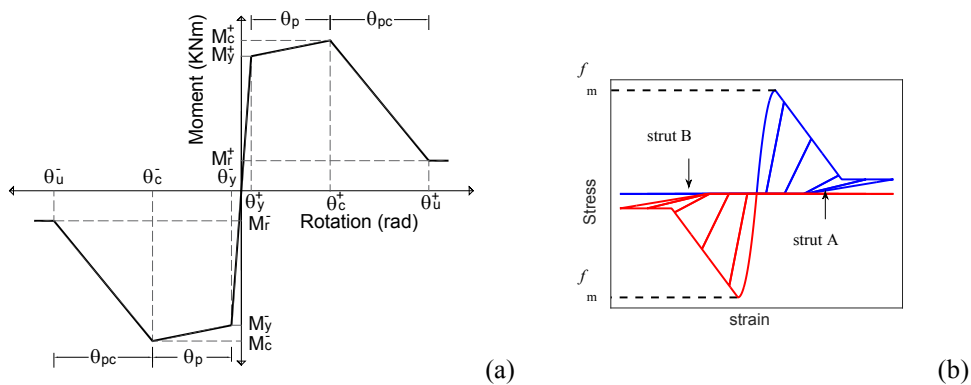 θp
θpc
Mc+
My+
Moment (KNm)
Mr+
θu-
θc-
θy-
θy+
θc+
θu+
Rotation (rad)
Mr-
My-
Mc-
θpc
θp
(a)
f
m
strut B
Stress
strut A
f
m
strain
(b)